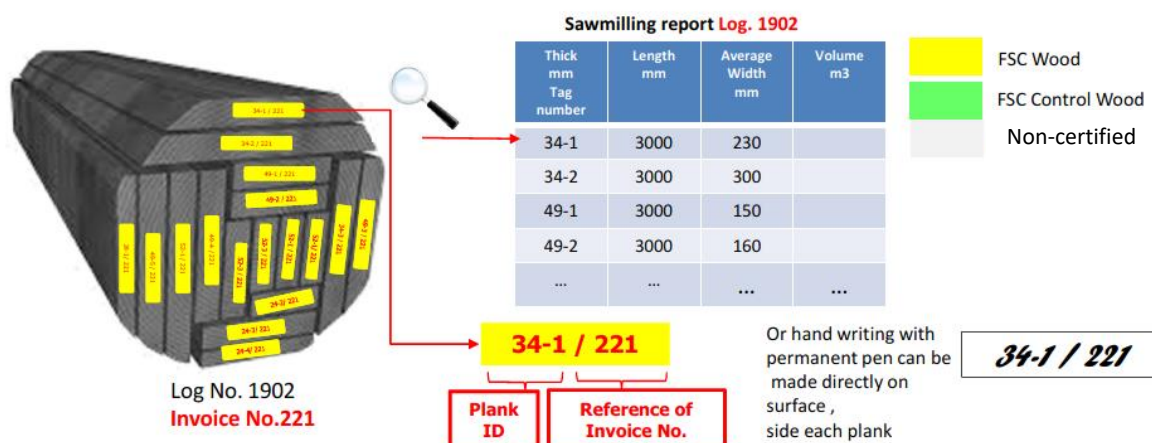 Sawmilling report Log. 1902
Thick mm Tag number
Length mm
Average Width mm
Volume m3
34-1 3000 230
34-2 3000 300
49-1 3000 150
49-2 3000 160
... ... ... ...
FSC Wood
FSC Control Wood
Non-certified
34-1 / 221
34-2 / 221
49-1 / 221
49-2 / 221
Log No. 1902
Invoice No.221
34-1 / 221
Plank
ID
Reference of
Invoice No.
Or hand writing with
permanent pen can be
made directly on
surface ,
side each plank
34-1 / 221